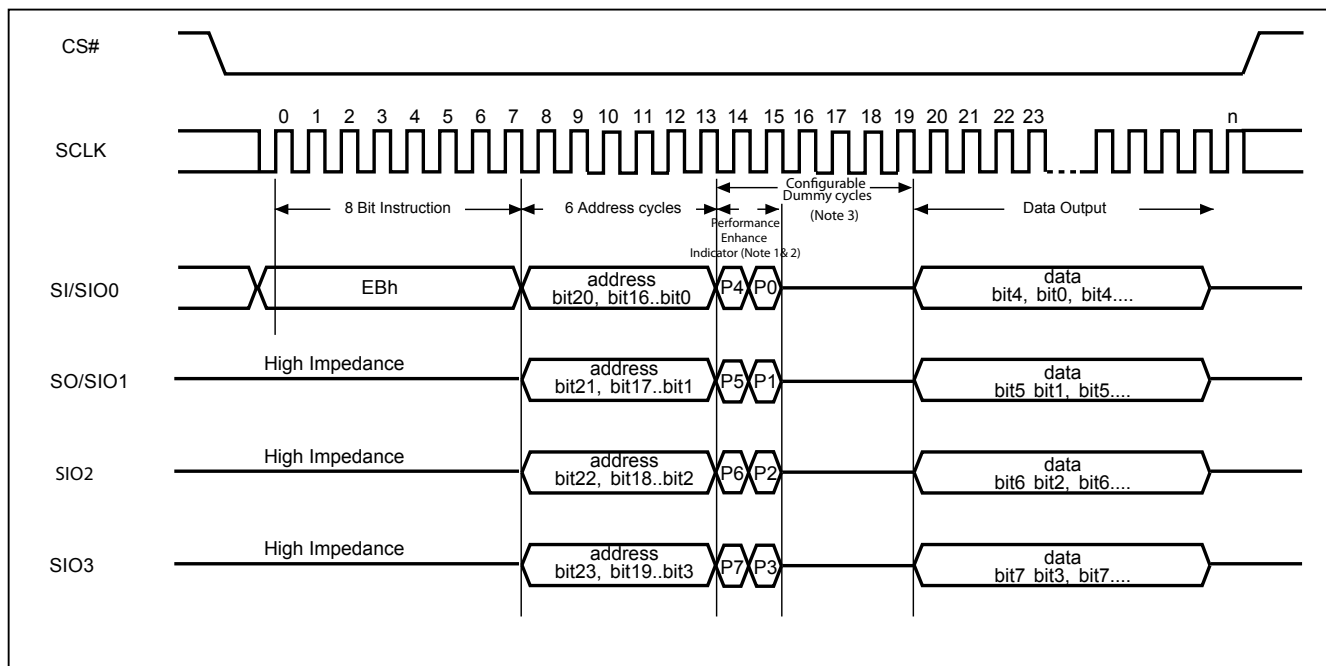 CS#
0 1 2 3 4 5 6 7 8 9 10 11 12 13 14 15 16 17 18 19 20 21 22 23 n
SCLK
Configurable
Dummy cycles
(Note 3)
8 Bit Instruction
6 Address cycles
Data Output
Performance
Enhance
Indicator (Note 1& 2)
SI/SIO0
EBh
address
bit20, bit16..bit0
P4 P0
data
bit4, bit0, bit4....
SO/SIO1
High Impedance
address
bit21, bit17..bit1
P5 P1
data
bit5 bit1, bit5....
SIO2
High Impedance
address
bit22, bit18..bit2
P6 P2
data
bit6 bit2, bit6....
SIO3
High Impedance
address
bit23, bit19..bit3
P7 P3
data
bit7 bit3, bit7....